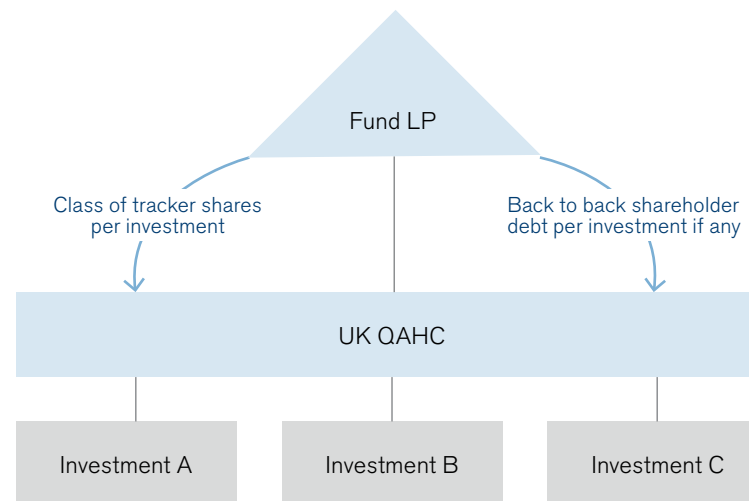 Fund LP
Class of tracker shares
per investment
Back to back shareholder
debt per investment if any
UK QAHC
Investment A
Investment B
Investment C